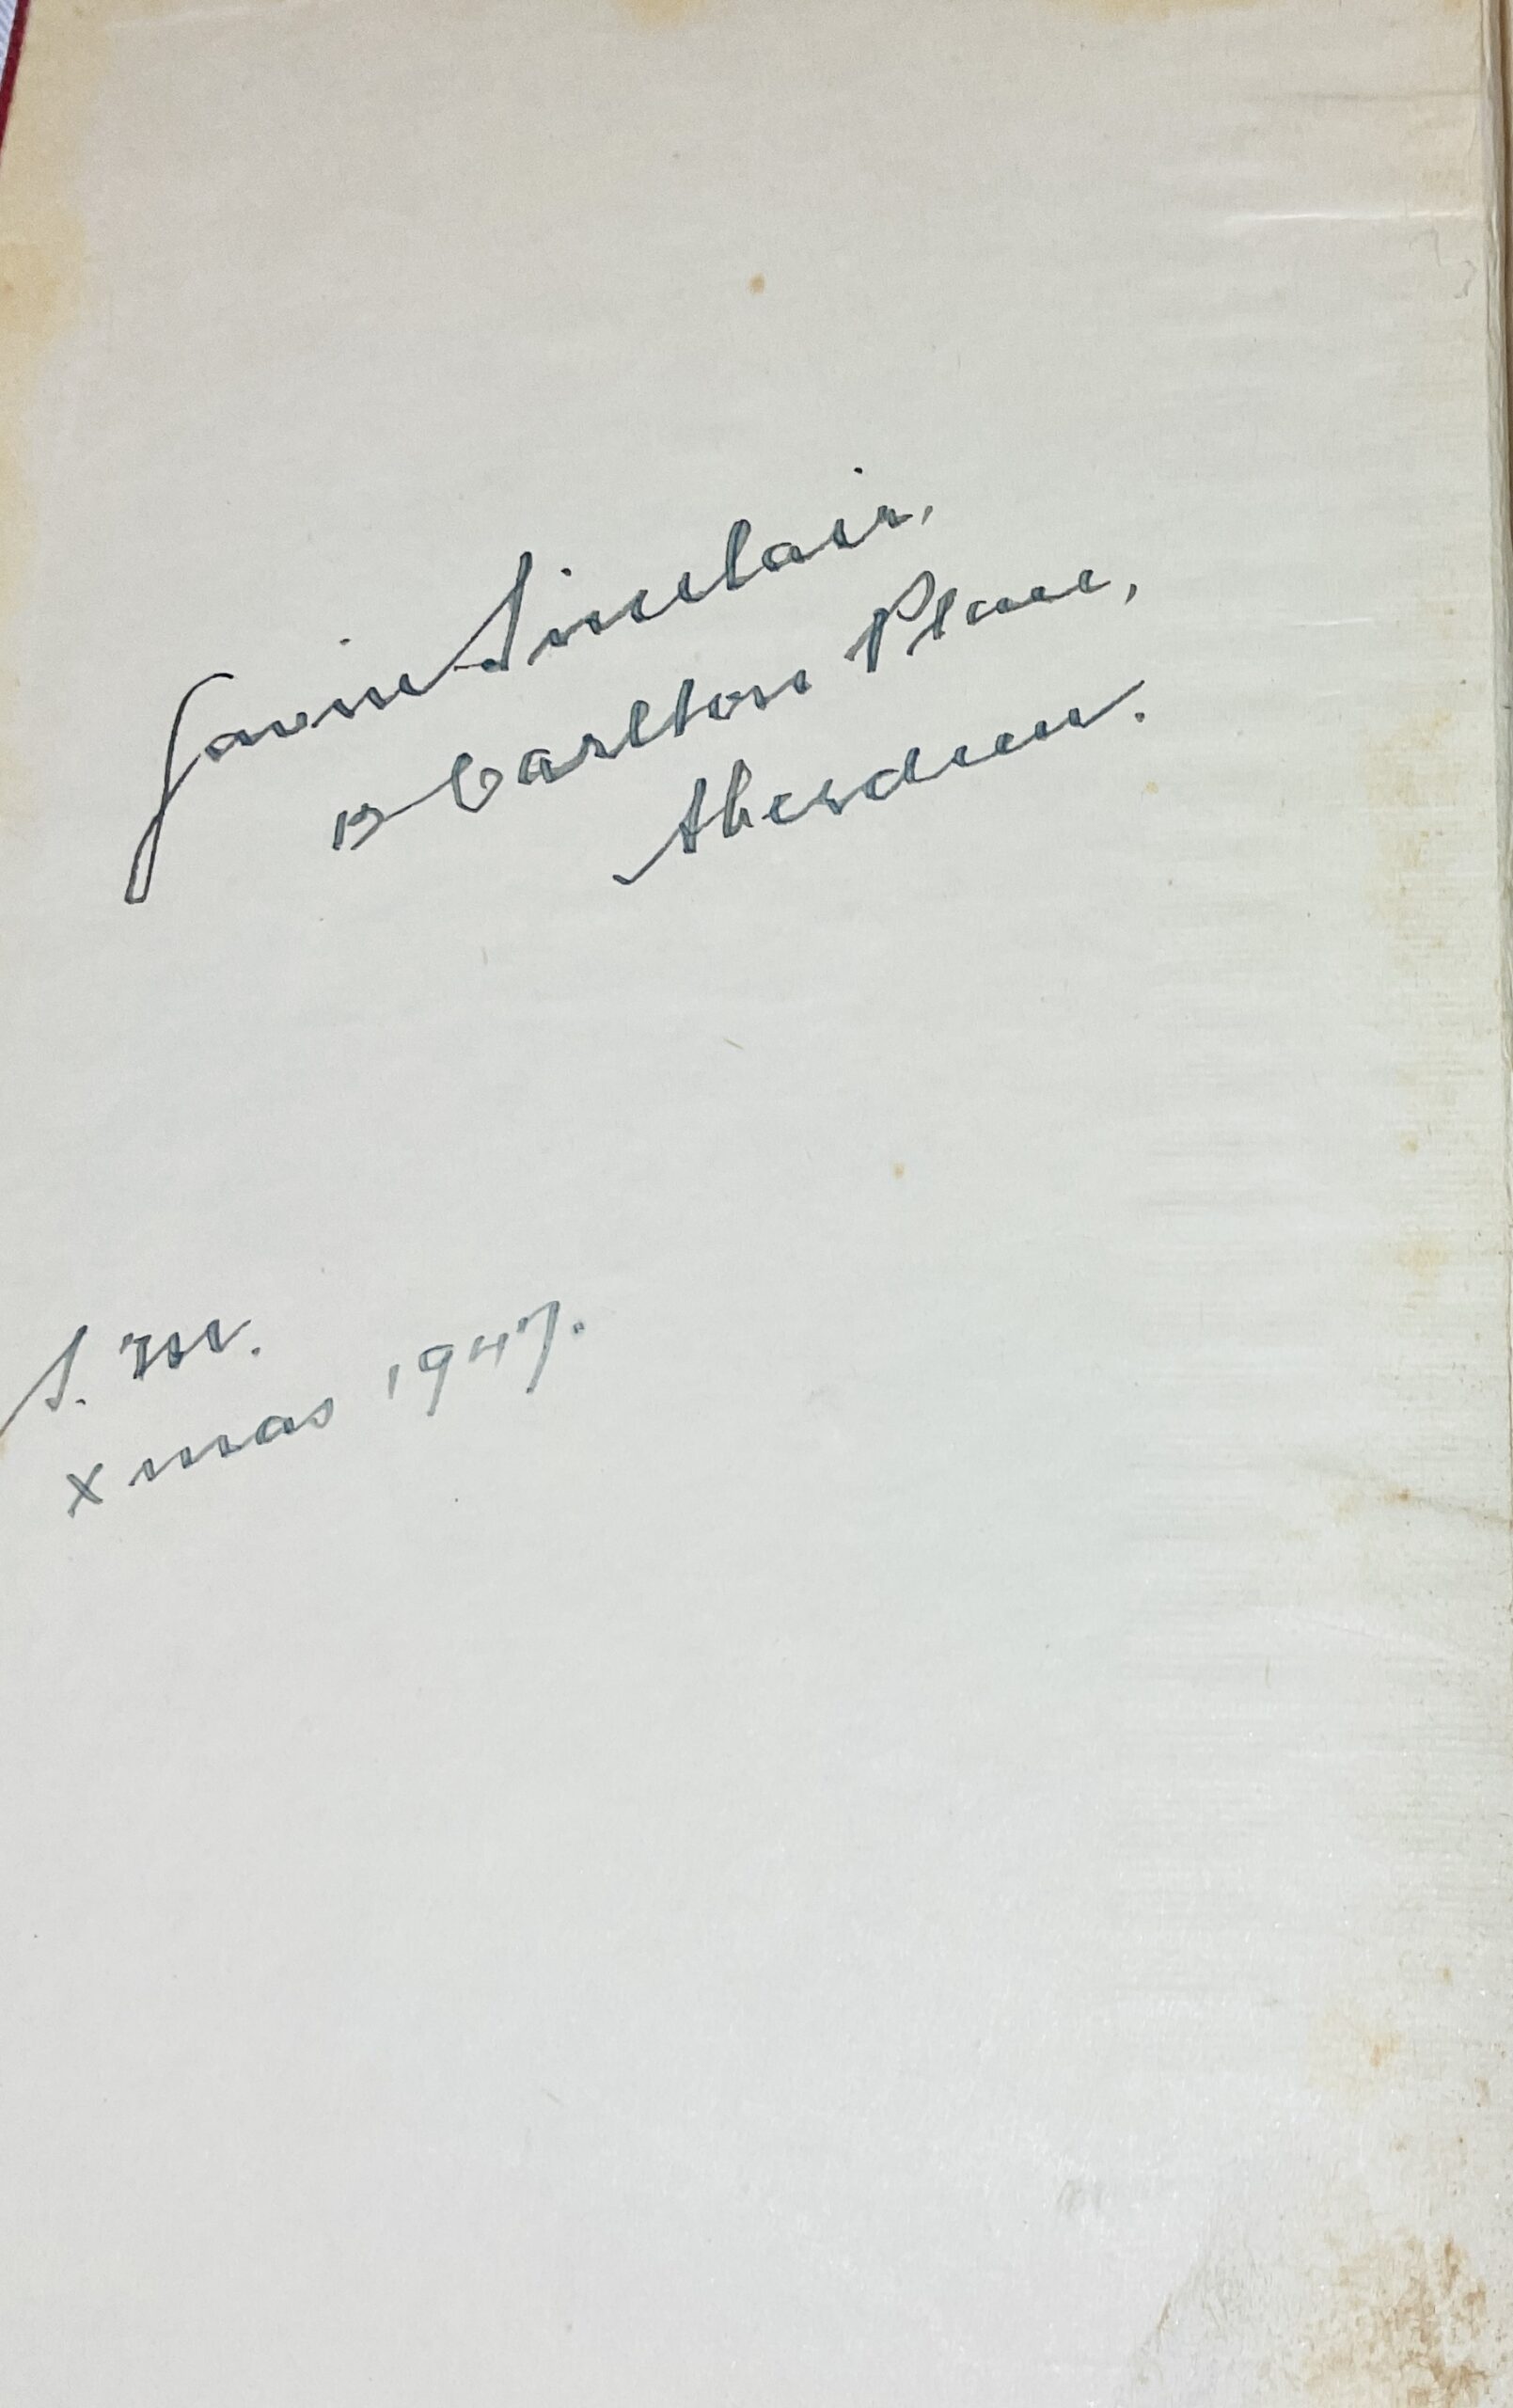 Gavin Sinclair,
13 Carlton Place,
Aberdeen.
S. M.
Xmas 1947.